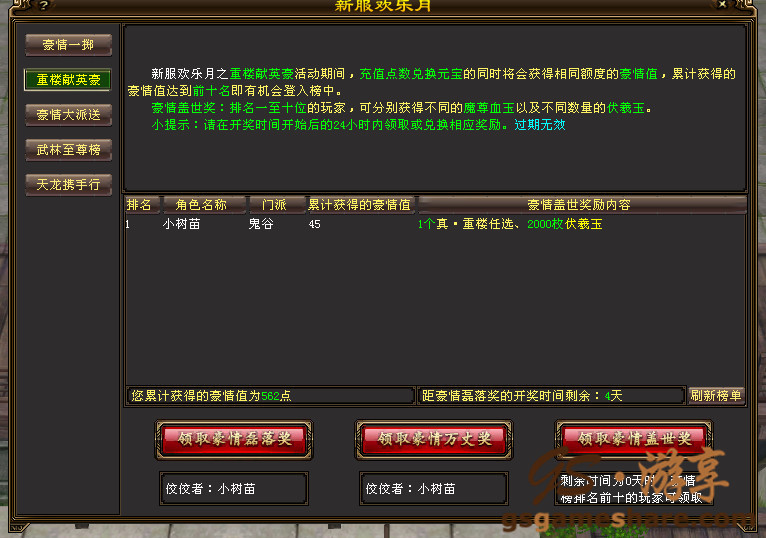 新服欢乐月
豪情一掷
重楼献英豪
豪情大派送
武林至尊榜
天龙携手行
新服欢乐月之重楼献英豪活动期间，充值点数兑换元宝的同时将会获得相同额度的豪情值，累计获得的
豪情值达到前十名即有机会登入榜中。
豪情盖世奖：排名一至十位的玩家，可分别获得不同的魔尊血玉以及不同数量的伏羲玉。
小提示：请在开奖时间开始后的24小时内领取或兑换相应奖励。过期无效
排名 角色名称 门派 累计获得的豪情值 豪情盖世奖励内容
1 小树苗 鬼谷 45 1个真·重楼任选、2000枚伏羲玉
您累计获得的豪情值为562点 距豪情磊落奖的开奖时间剩余：4天 刷新榜单
领取豪情磊落奖 领取豪情万丈奖 领取豪情盖世奖
佼佼者：小树苗 佼佼者：小树苗
剩余时间为0天时，豪情
榜排名前十的玩家可领取
GS·游享
gsgameshare.com